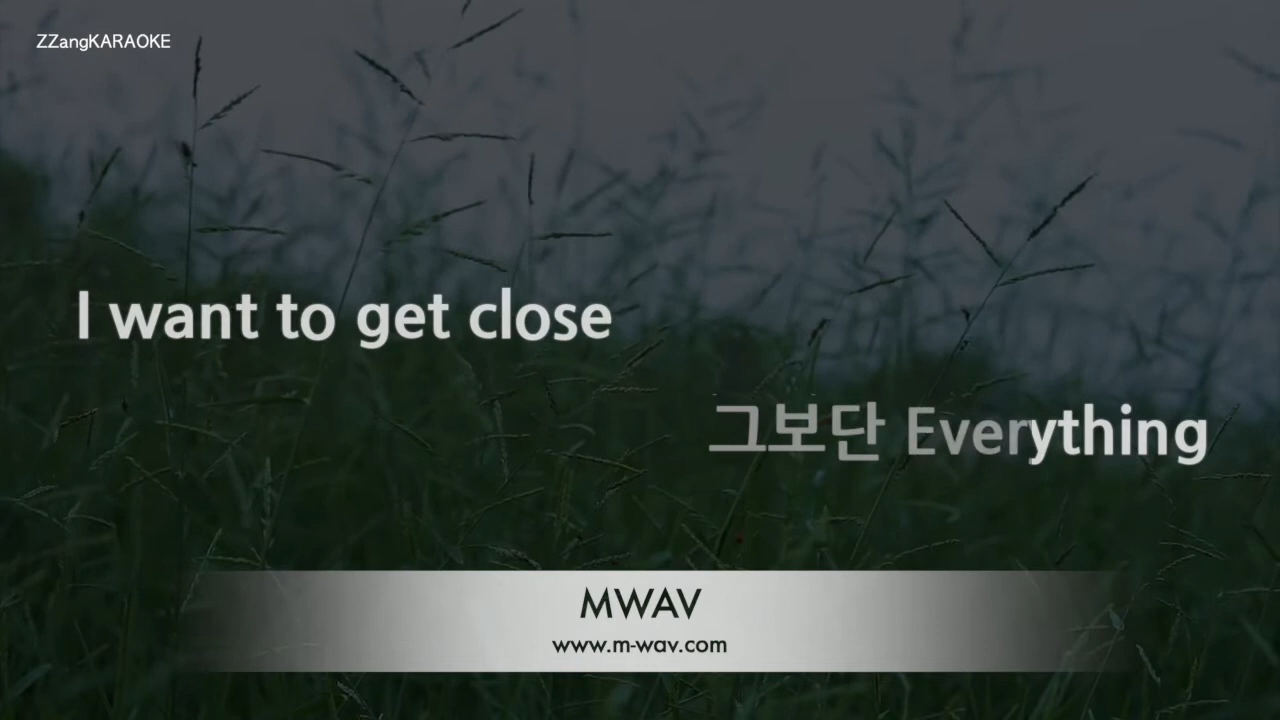 ZZangKARAOKE
I want to get close
그보단 Everything
MWAV
www.m-wav.com